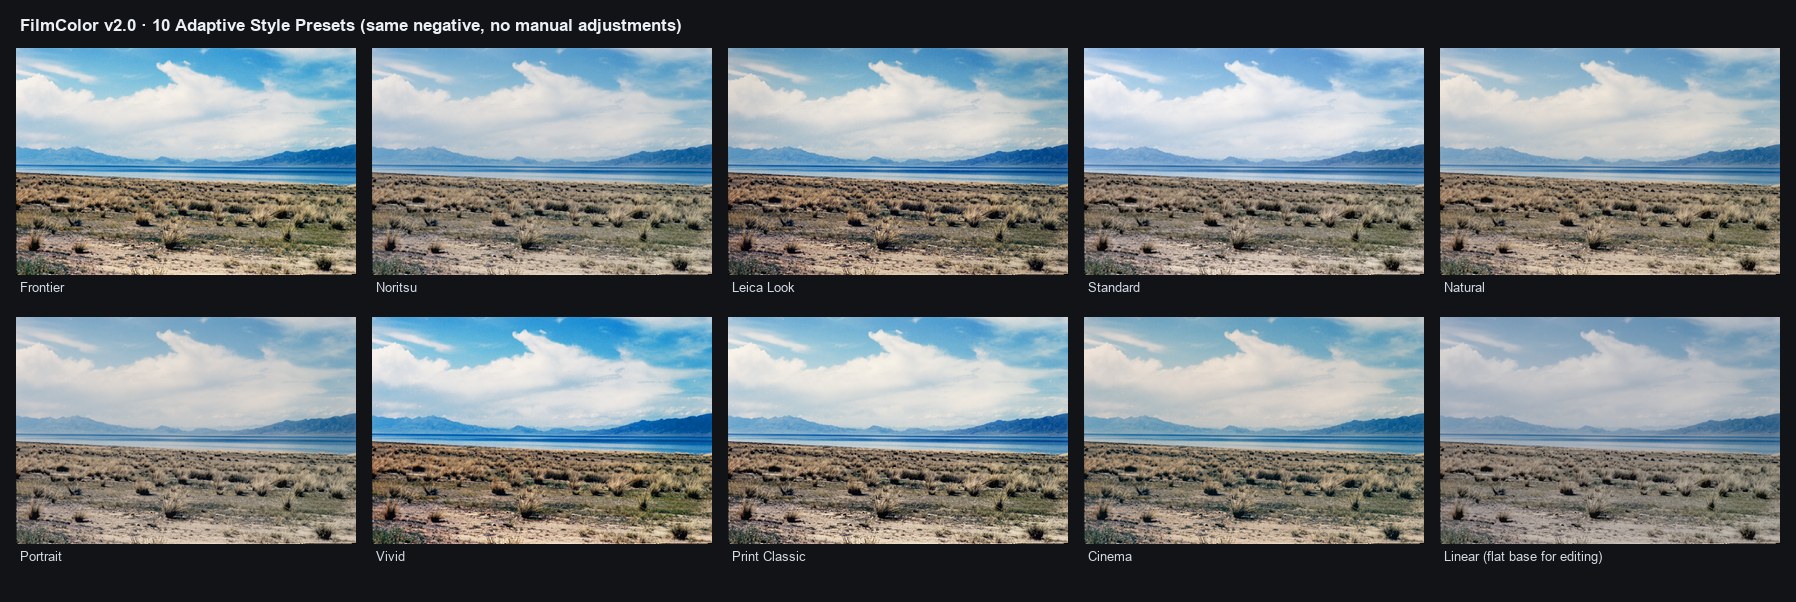 FilmColor v2.0 · 10 Adaptive Style Presets (same negative, no manual adjustments)
Frontier
Noritsu
Leica Look
Standard
Natural
Portrait
Vivid
Print Classic
Cinema
Linear (flat base for editing)